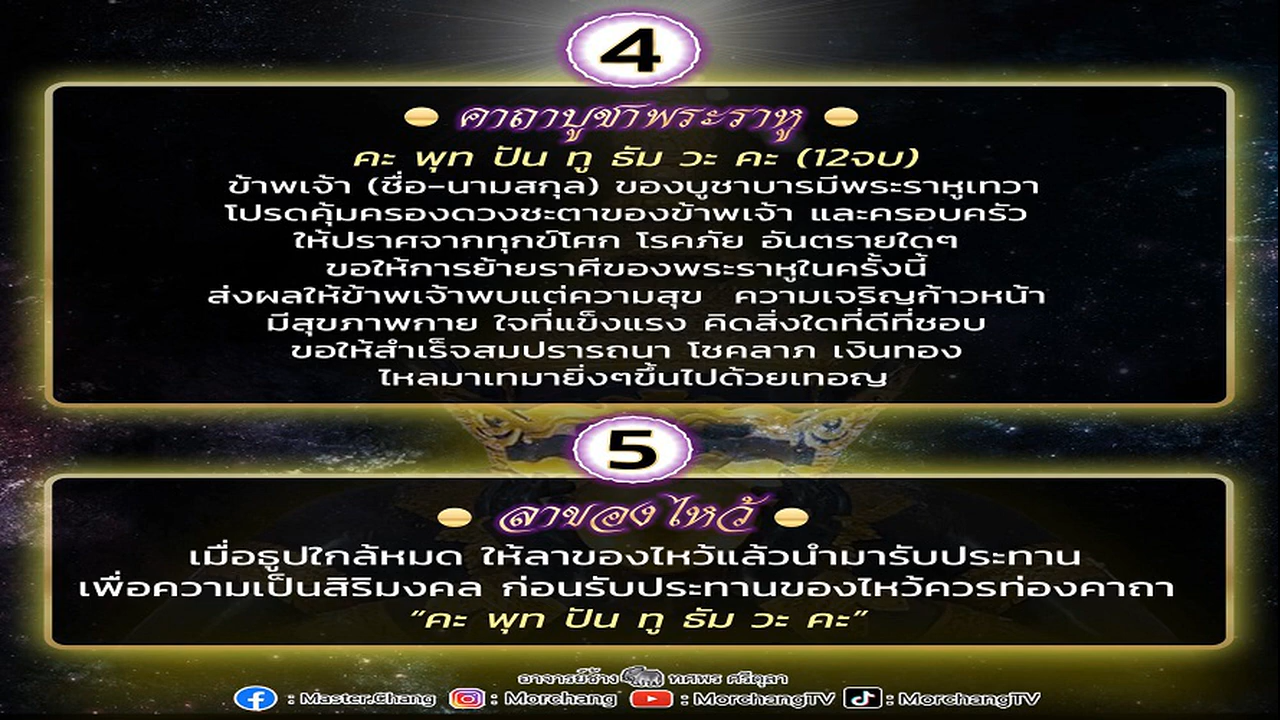 4
คาถาบูชาพระราหู
คะ พุท ปัน ทู ธัม วะ คะ (12จบ)
ข้าพเจ้า (ชื่อ-นามสกุล) ของบูชาบารมีพระราหูเทวา
โปรดคุ้มครองดวงชะตาของข้าพเจ้า และครอบครัว
ให้ปราศจากทุกข์โศก โรคภัย อันตรายใดๆ
ขอให้การย้ายราศีของพระราหูในครั้งนี้
ส่งผลให้ข้าพเจ้าพบแต่ความสุข ความเจริญก้าวหน้า
มีสุขภาพกาย ใจที่แข็งแรง คิดสิ่งใดที่ดีที่ชอบ
ขอให้สำเร็จสมปรารถนา โชคลาภ เงินทอง
ไหลมาเทมายิ่งๆขึ้นไปด้วยเทอญ
5
ลาของไหว้
เมื่อธูปใกล้หมด ให้ลาของไหว้แล้วนำมารับประทาน
เพื่อความเป็นสิริมงคล ก่อนรับประทานของไหว้ควรท่องคาถา
“คะ พุท ปัน ทู ธัม วะ คะ”
อาจารย์ช้าง ทศพร ศรีตุลา
: Master.Chang : Morchang : MorchangTV : MorchangTV